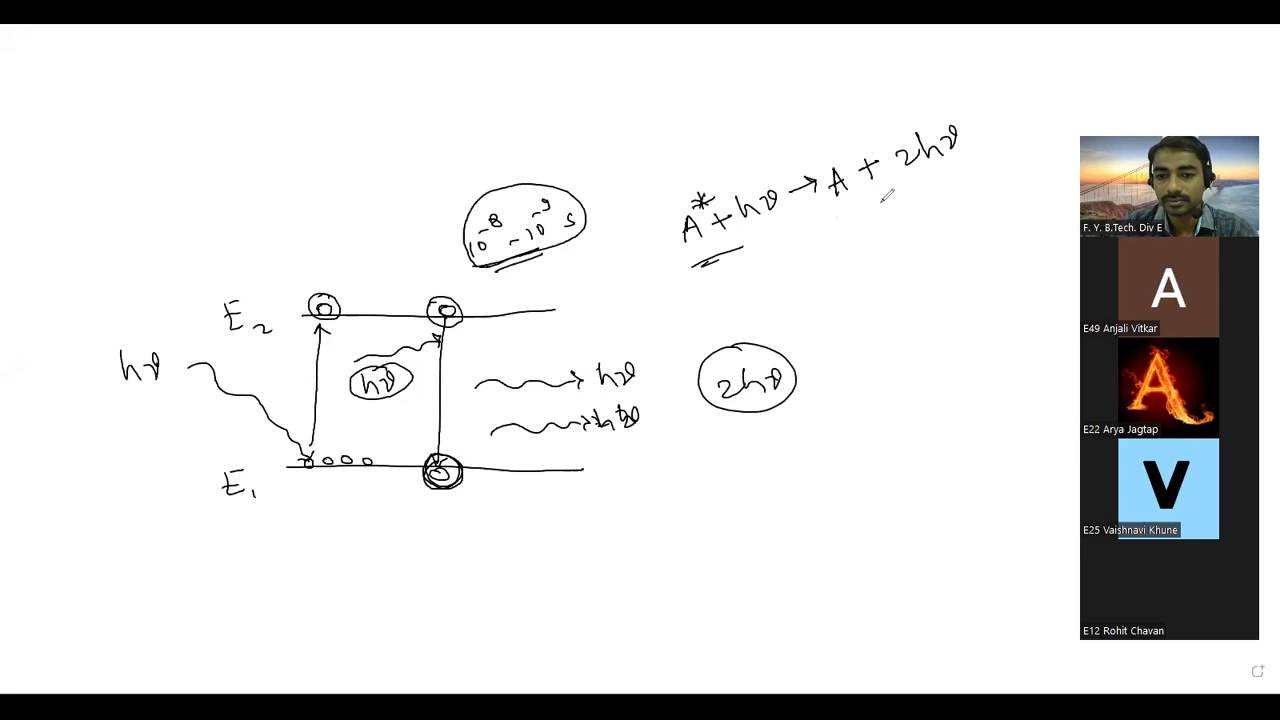 A* + hν → A + 2hν
10⁻⁸ - 10⁻⁹ s
E₂
hν
hν
hν
hν
2hν
E₁
F. Y. B.Tech. Div E
A
E49 Anjali Vitkar
E22 Arya Jagtap
V
E25 Vaishnavi Khune
E12 Rohit Chavan